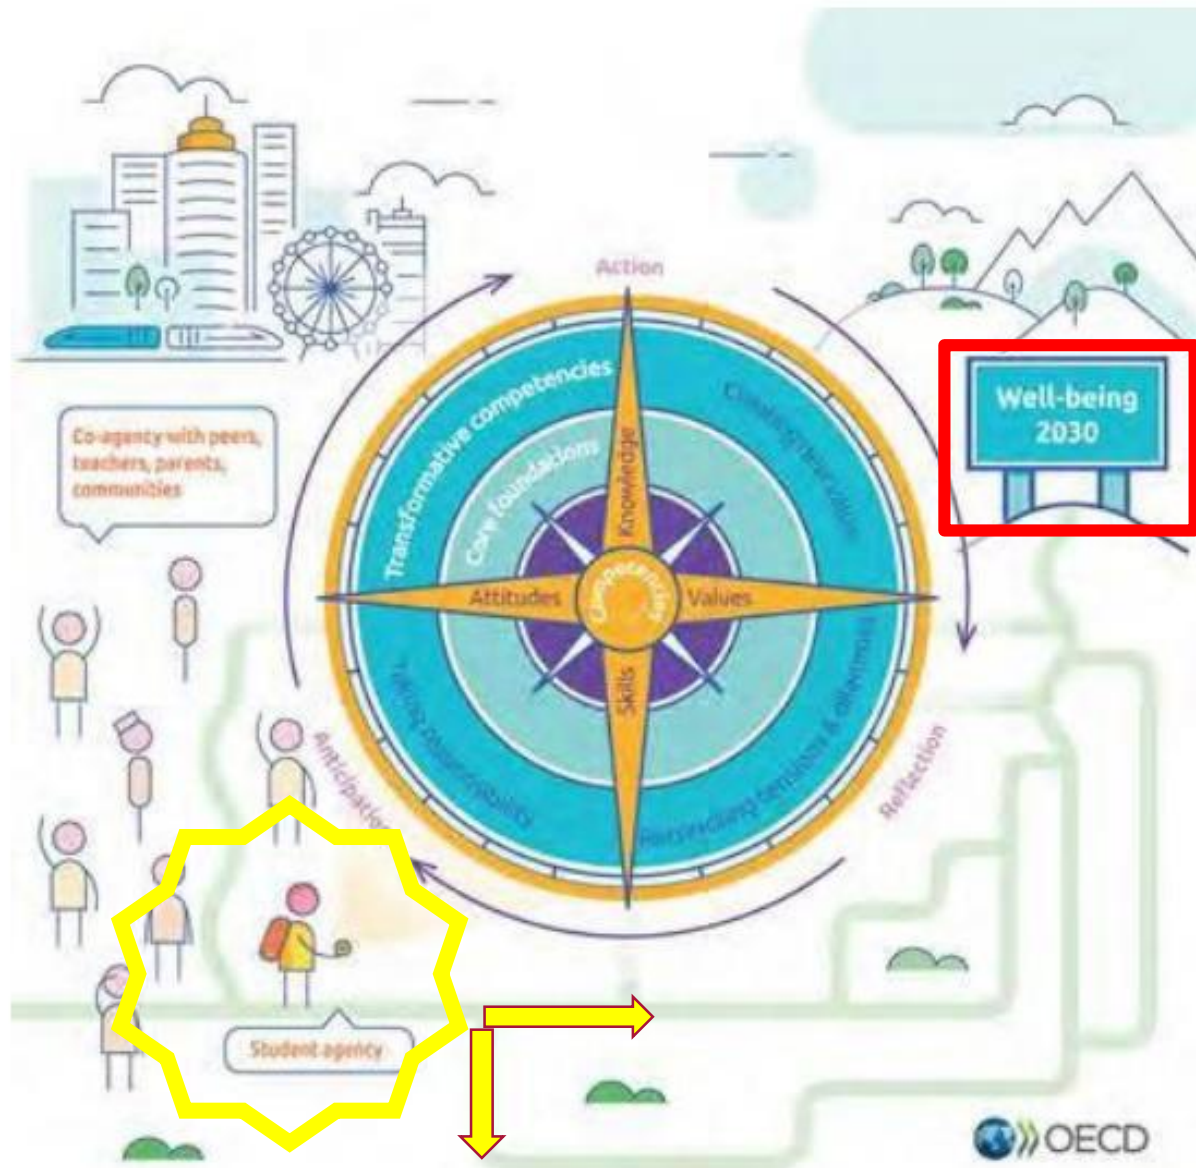 Action
Transformative competencies
Core foundations
Knowledge
Creating new value
Well-being
2030
Co-agency with peers,
teachers, parents,
communities
Attitudes
Competencies
Values
Skills
Taking responsibility
Reconciling tensions & dilemmas
Anticipation
Reflection
Student agency
OECD